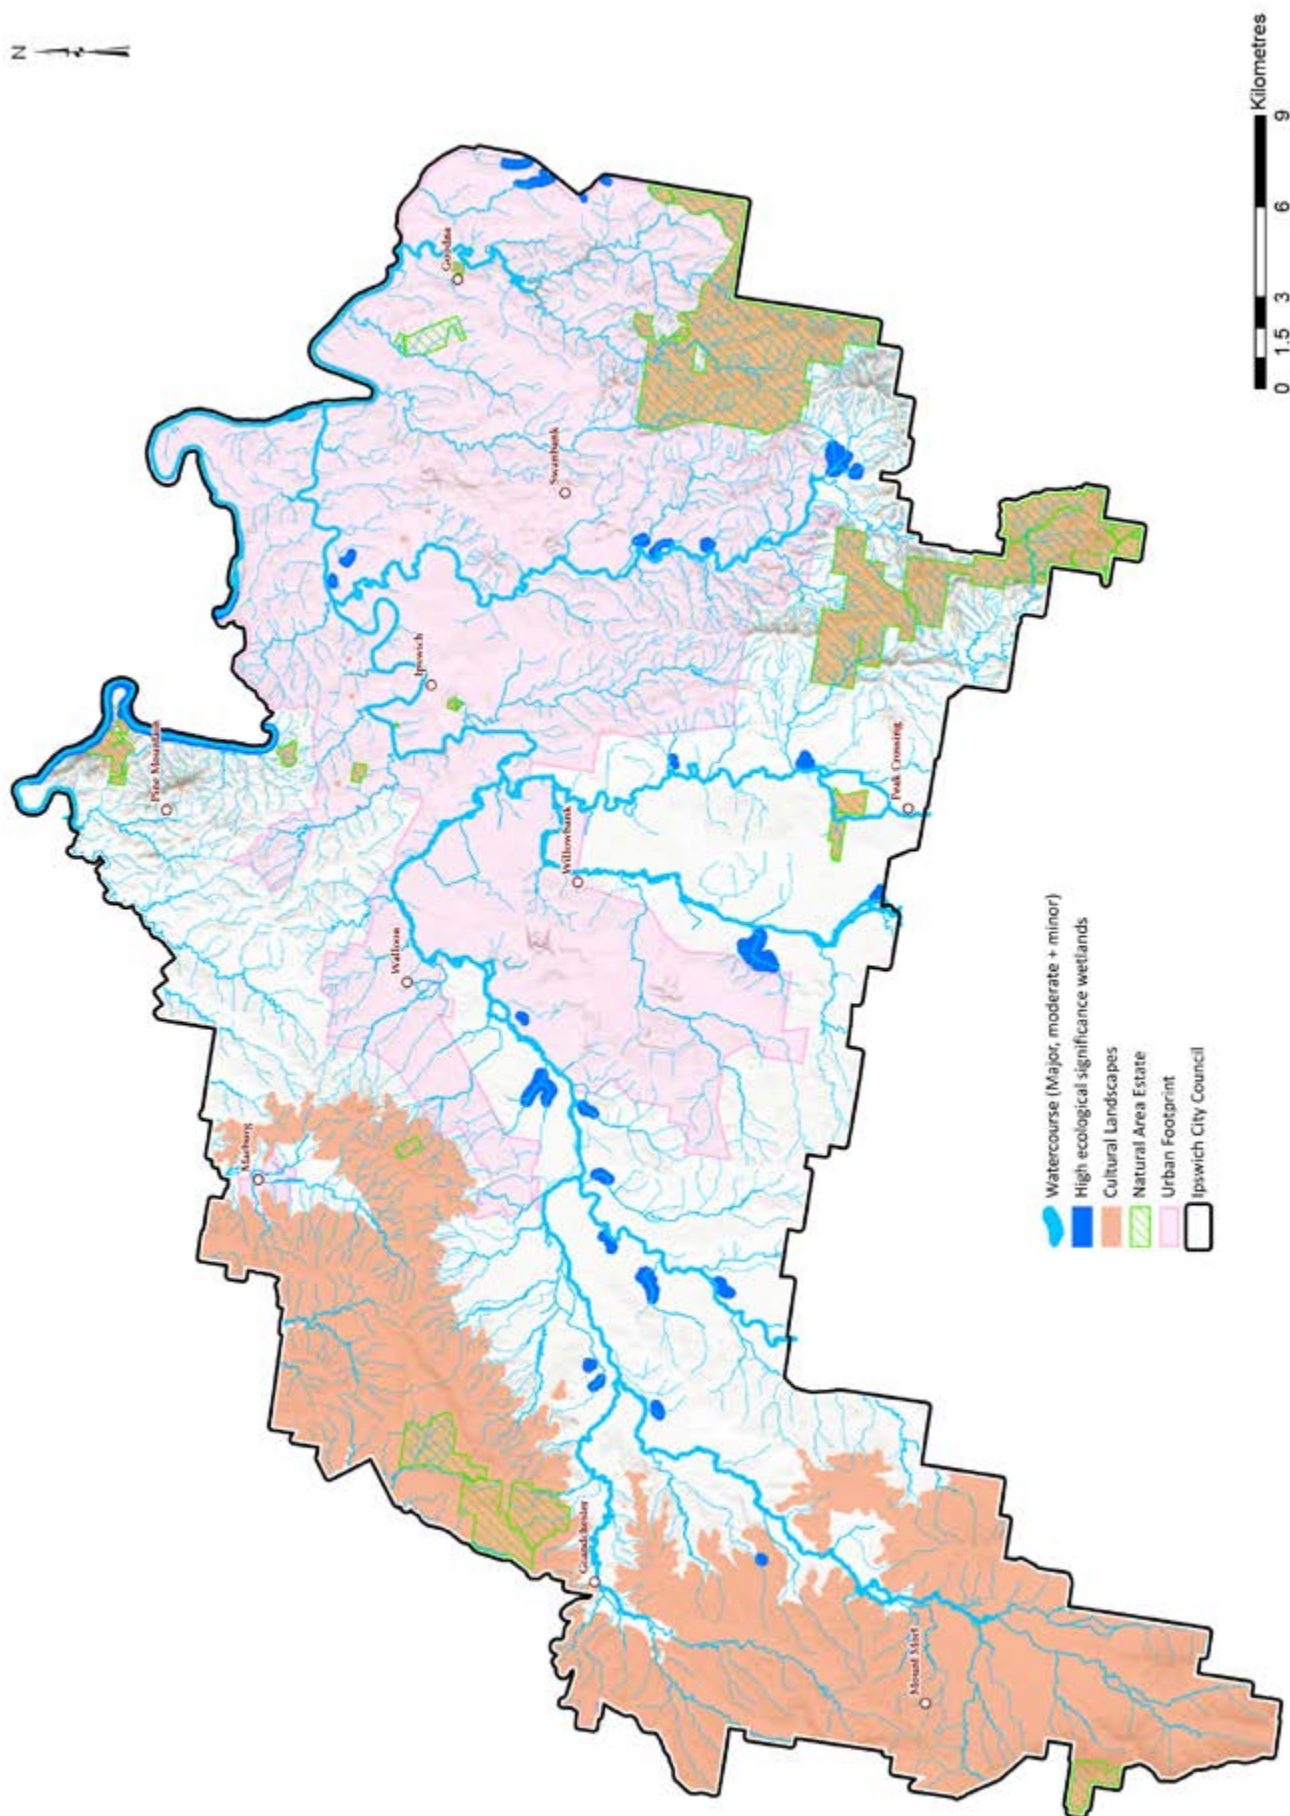 N
Goodna
Pine Mountain
Ipswich
Swanbank
Walloon
Willowbank
Peak Crossing
Marburg
Grandchester
Mount Mort
Watercourse (Major, moderate + minor)
High ecological significance wetlands
Cultural Landscapes
Natural Area Estate
Urban Footprint
Ipswich City Council
0 1.5 3 6 9
Kilometres